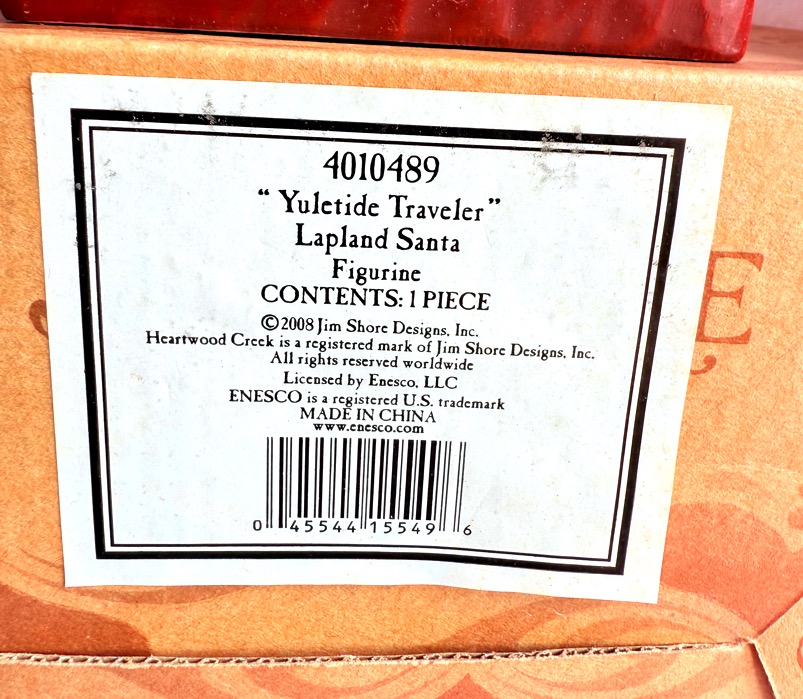 4010489
“Yuletide Traveler”
Lapland Santa
Figurine
CONTENTS: 1 PIECE
©2008 Jim Shore Designs, Inc.
Heartwood Creek is a registered mark of Jim Shore Designs, Inc.
All rights reserved worldwide
Licensed by Enesco, LLC
ENESCO is a registered U.S. trademark
MADE IN CHINA
www.enesco.com
0 45544 15549 6
E